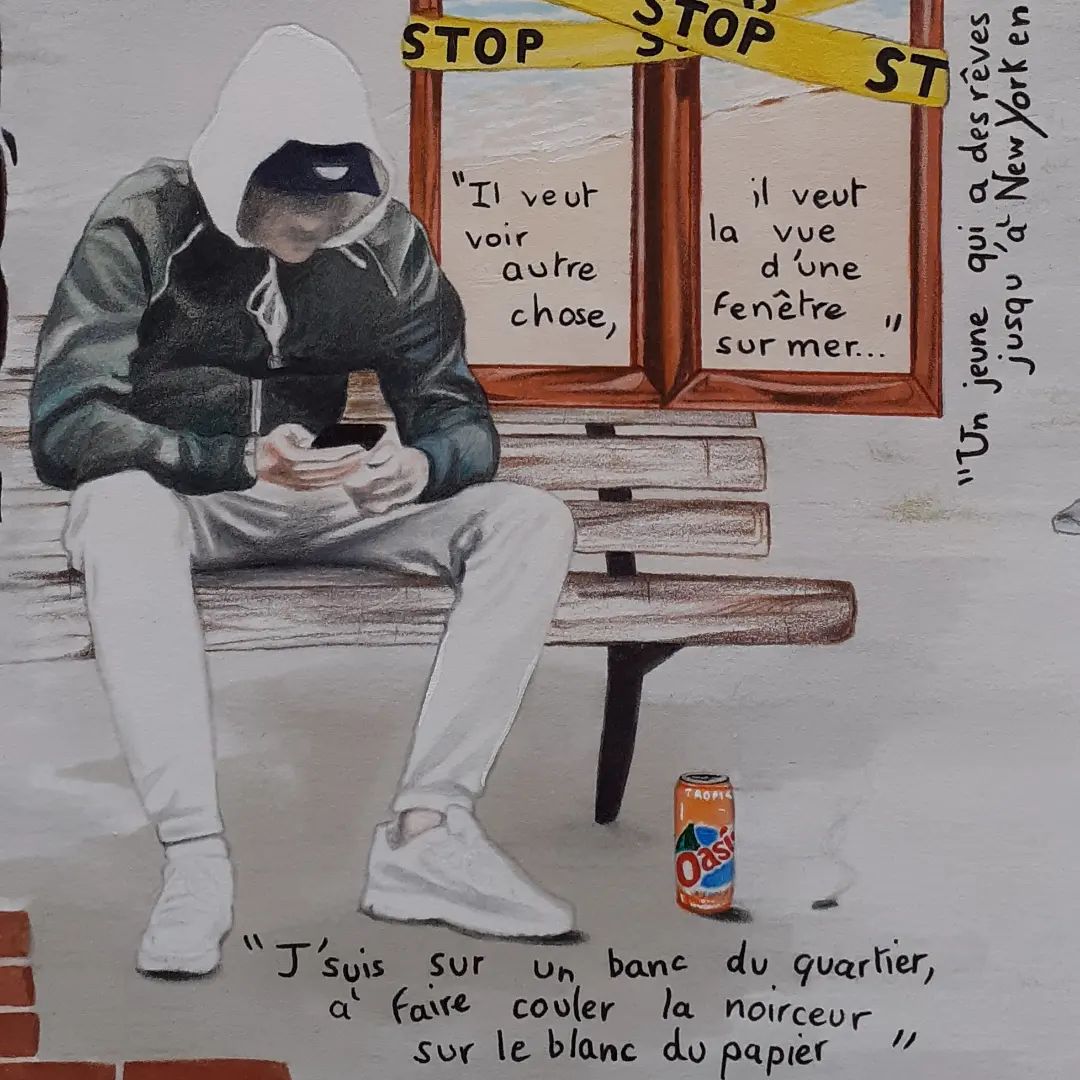 STOP
STOP
ST
"Il veut
voir
autre
chose,
il veut
la vue
d'une
fenêtre
sur mer..."
"Un jeune qui a des rêves
jusqu'à New York en
TROPIC
Oasis
"J'suis sur un banc du quartier,
à faire couler la noirceur
sur le blanc du papier"